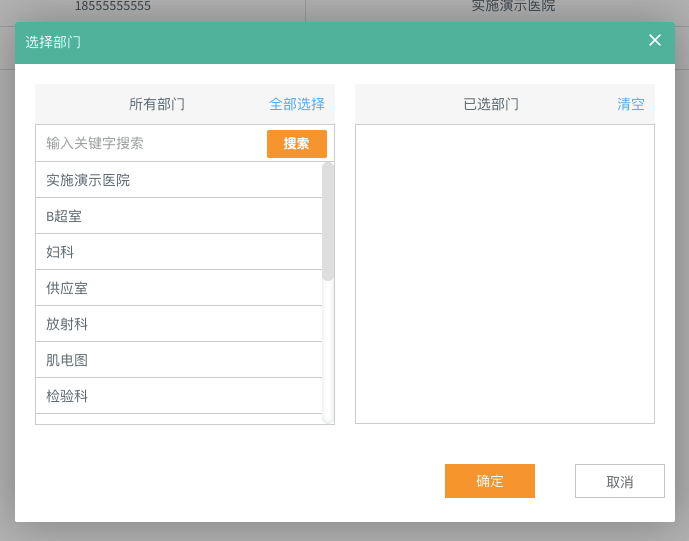 18555555555 实施演示医院
选择部门
所有部门 全部选择 已选部门 清空
输入关键字搜索 搜索
实施演示医院
B超室
妇科
供应室
放射科
肌电图
检验科
确定 取消